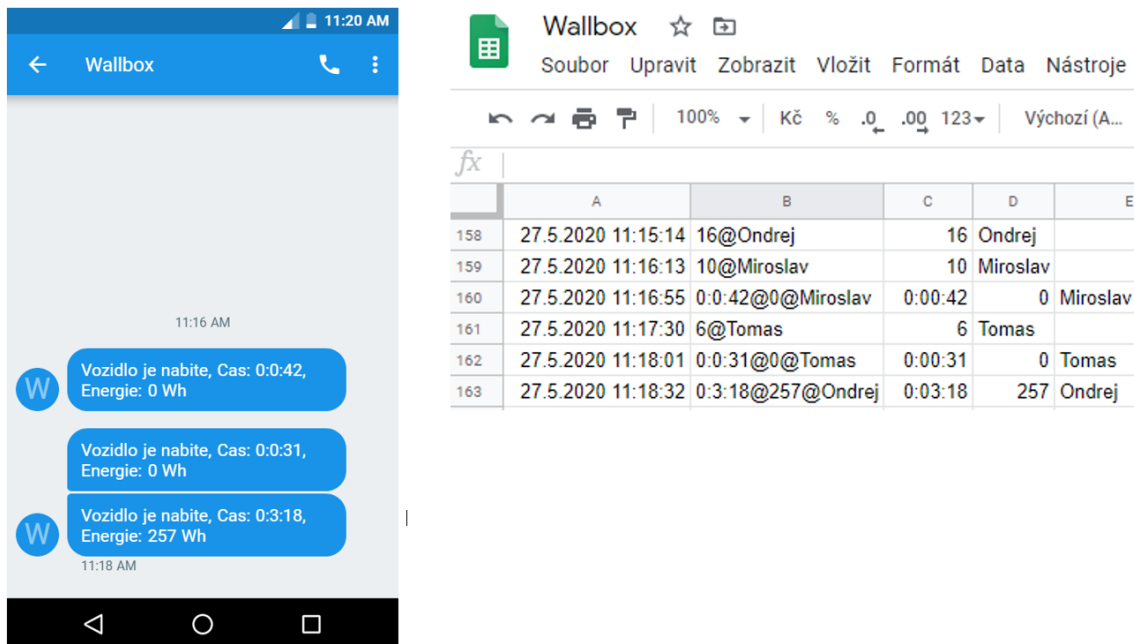 11:20 AM
Wallbox
11:16 AM
Vozidlo je nabite, Cas: 0:0:42,
Energie: 0 Wh
W
Vozidlo je nabite, Cas: 0:0:31,
Energie: 0 Wh
Vozidlo je nabite, Cas: 0:3:18,
Energie: 257 Wh
W
11:18 AM
Wallbox
Soubor Upravit Zobrazit Vložit Formát Data Nástroje
100% Kč % .0 .00 123 Výchozí (A...
fx
A B C D E
158 27.5.2020 11:15:14 16@Ondrej 16 Ondrej
159 27.5.2020 11:16:13 10@Miroslav 10 Miroslav
160 27.5.2020 11:16:55 0:0:42@0@Miroslav 0:00:42 0 Miroslav
161 27.5.2020 11:17:30 6@Tomas 6 Tomas
162 27.5.2020 11:18:01 0:0:31@0@Tomas 0:00:31 0 Tomas
163 27.5.2020 11:18:32 0:3:18@257@Ondrej 0:03:18 257 Ondrej